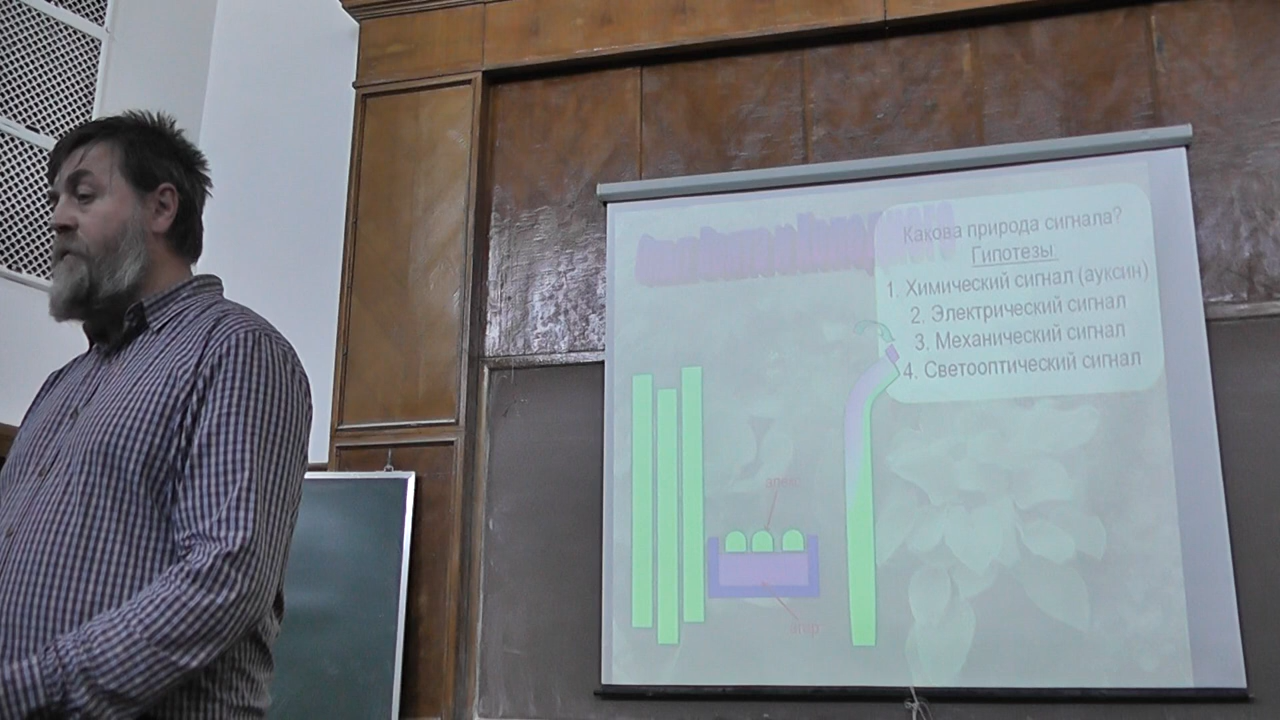 Какова природа сигнала?
Гипотезы:
1. Химический сигнал (ауксин)
2. Электрический сигнал
3. Механический сигнал
4. Светооптический сигнал
апекс
агар